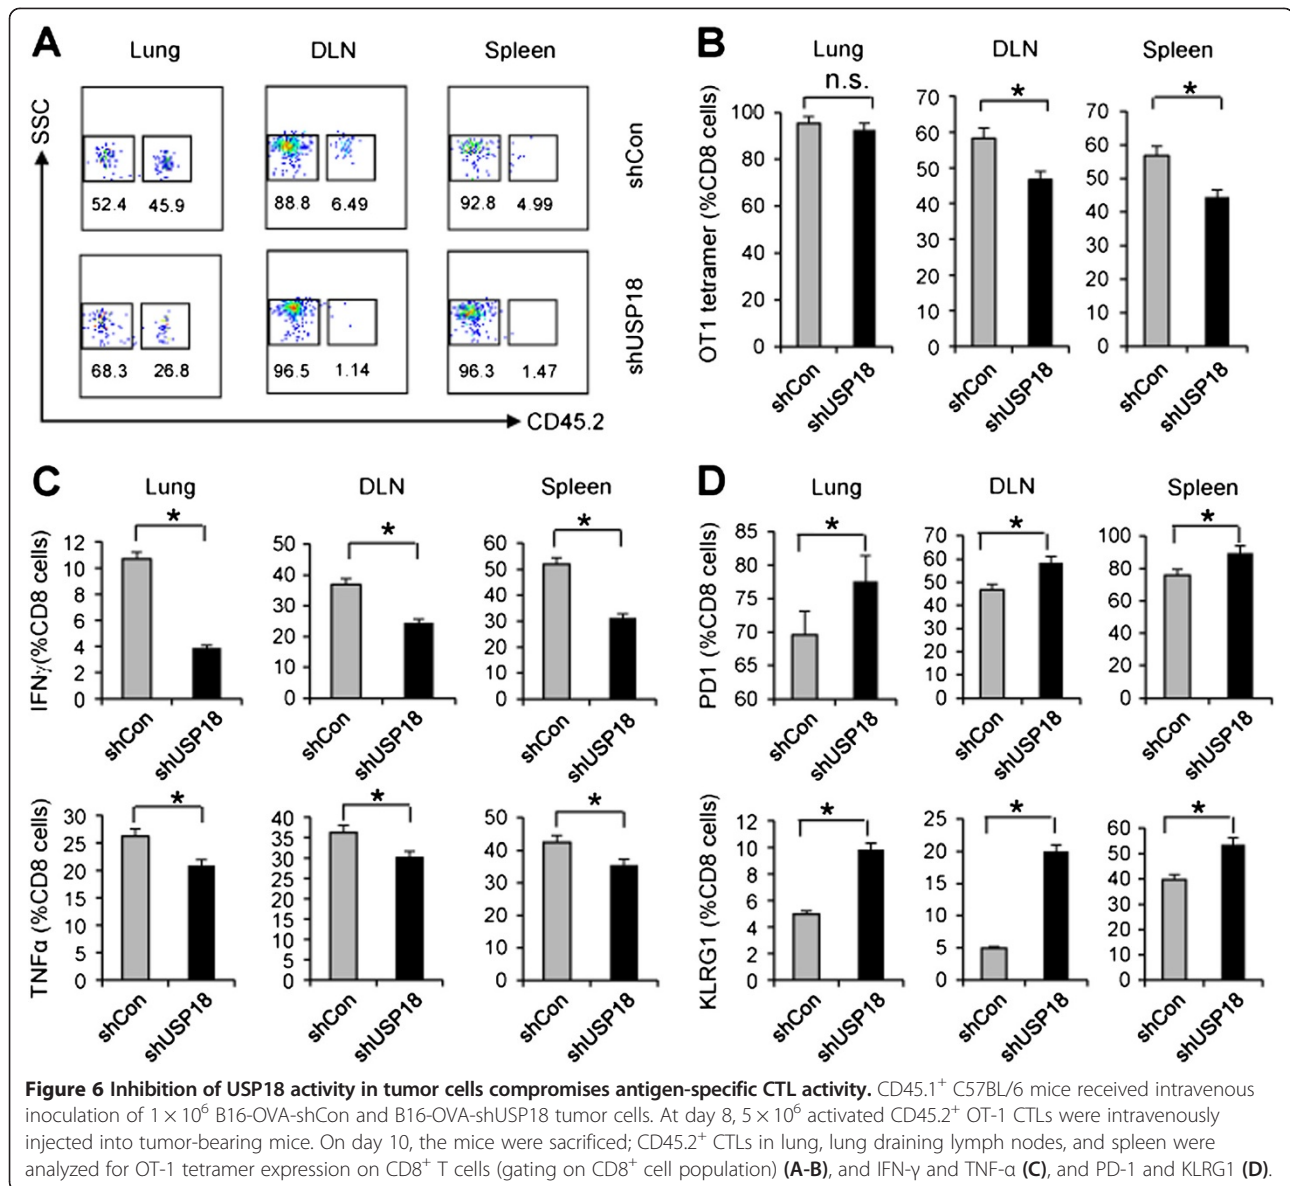 A
Lung DLN Spleen
SSC
52.4 45.9 88.8 6.49 92.8 4.99
shCon
68.3 26.8 96.5 1.14 96.3 1.47
shUSP18
CD45.2
B
Lung DLN Spleen
n.s. * *
OT1 tetramer (%CD8 cells)
100 80 60 40 20 0
70 60 50 40 30 20 10 0
70 60 50 40 30 20 10 0
shCon shUSP18 shCon shUSP18 shCon shUSP18
C
Lung DLN Spleen
* * *
IFNγ(%CD8 cells)
12 10 8 6 4 2 0
50 40 30 20 10 0
60 50 40 30 20 10 0
shCon shUSP18 shCon shUSP18 shCon shUSP18
* * *
TNFα (%CD8 cells)
30 25 20 15 10 5 0
40 35 30 25 20 15 10 5 0
50 40 30 20 10 0
shCon shUSP18 shCon shUSP18 shCon shUSP18
D
Lung DLN Spleen
* * *
PD1 (%CD8 cells)
85 80 75 70 65 60
70 60 50 40 30 20 10 0
100 80 60 40 20 0
shCon shUSP18 shCon shUSP18 shCon shUSP18
* * *
KLRG1 (%CD8 cells)
12 10 8 6 4 2 0
25 20 15 10 5 0
60 50 40 30 20 10 0
shCon shUSP18 shCon shUSP18 shCon shUSP18
Figure 6 Inhibition of USP18 activity in tumor cells compromises antigen-specific CTL activity. CD45.1⁺ C57BL/6 mice received intravenous
inoculation of 1 × 10⁶ B16-OVA-shCon and B16-OVA-shUSP18 tumor cells. At day 8, 5 × 10⁶ activated CD45.2⁺ OT-1 CTLs were intravenously
injected into tumor-bearing mice. On day 10, the mice were sacrificed; CD45.2⁺ CTLs in lung, lung draining lymph nodes, and spleen were
analyzed for OT-1 tetramer expression on CD8⁺ T cells (gating on CD8⁺ cell population) (A-B), and IFN-γ and TNF-α (C), and PD-1 and KLRG1 (D).